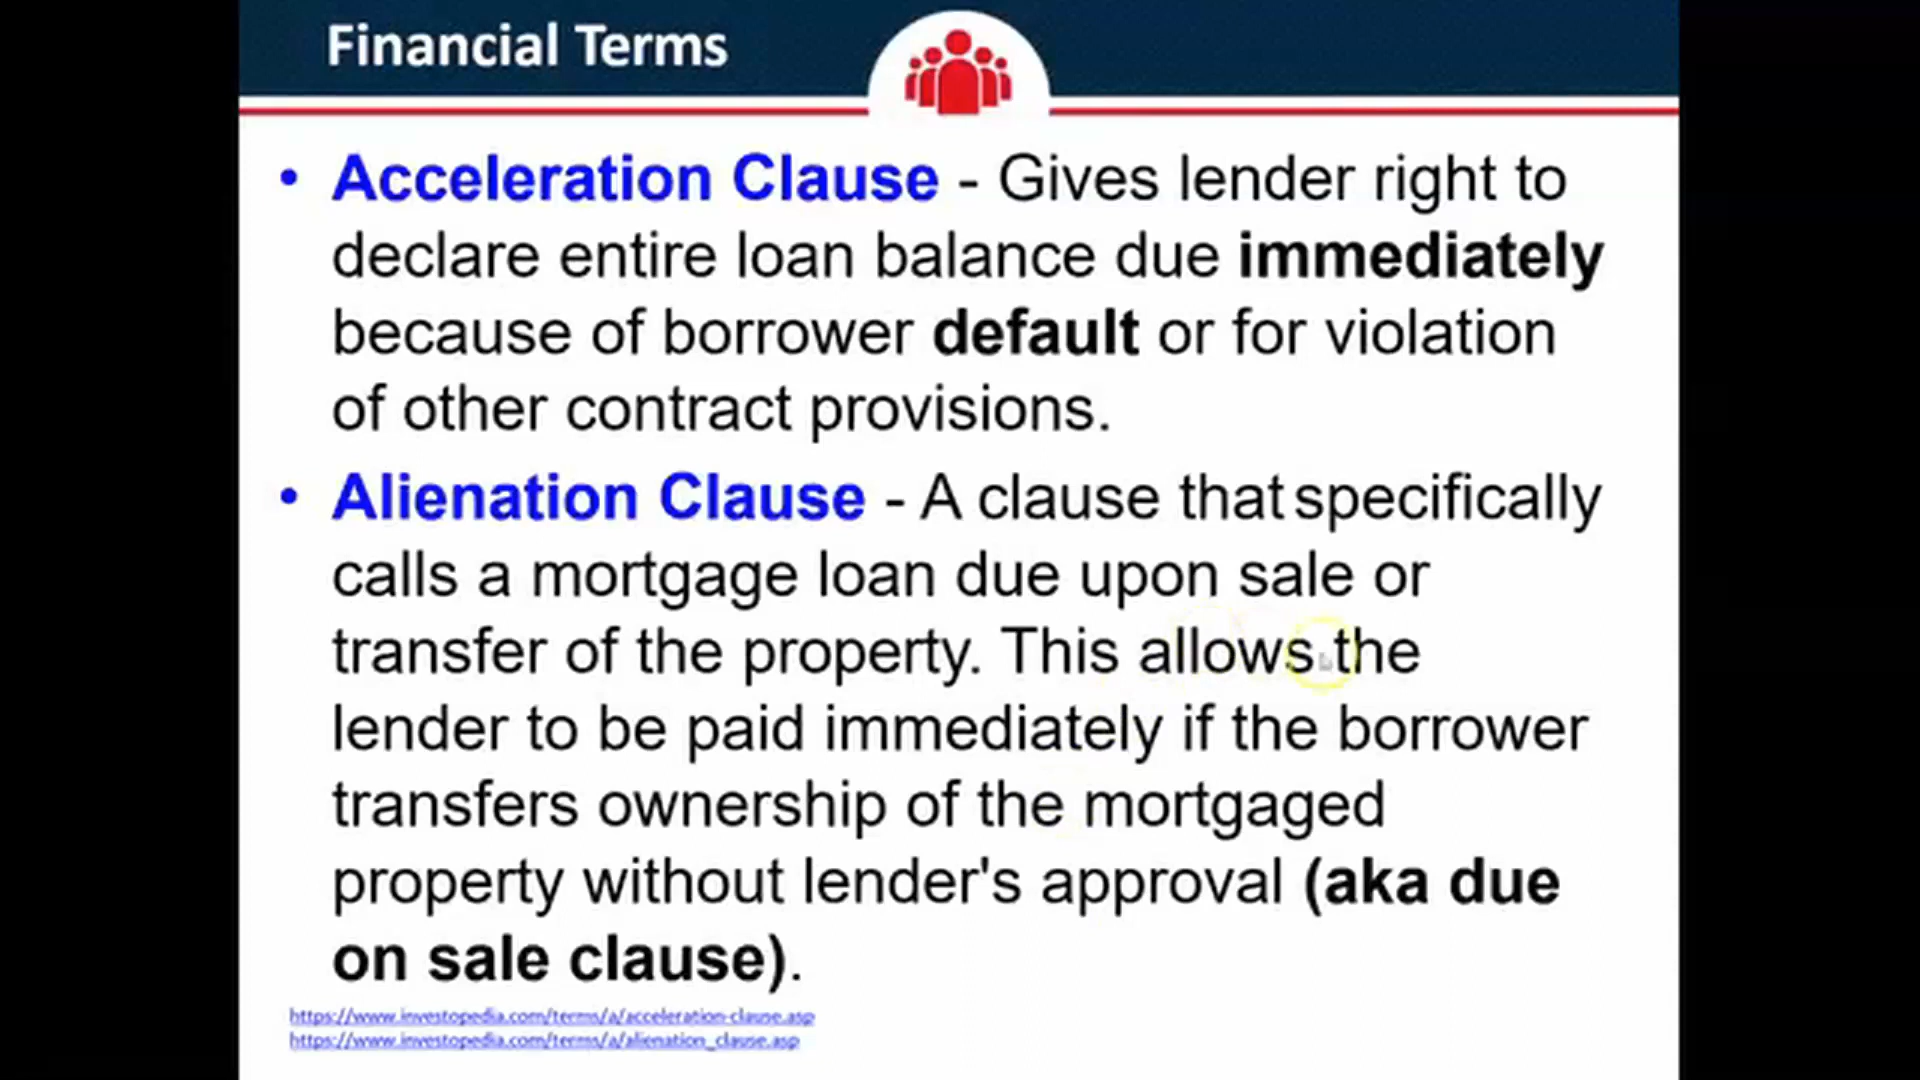 Financial Terms
• Acceleration Clause - Gives lender right to
declare entire loan balance due immediately
because of borrower default or for violation
of other contract provisions.
• Alienation Clause - A clause that specifically
calls a mortgage loan due upon sale or
transfer of the property. This allows the
lender to be paid immediately if the borrower
transfers ownership of the mortgaged
property without lender's approval (aka due
on sale clause).
https://www.investopedia.com/terms/a/acceleration-clause.asp
https://www.investopedia.com/terms/a/alienation_clause.asp